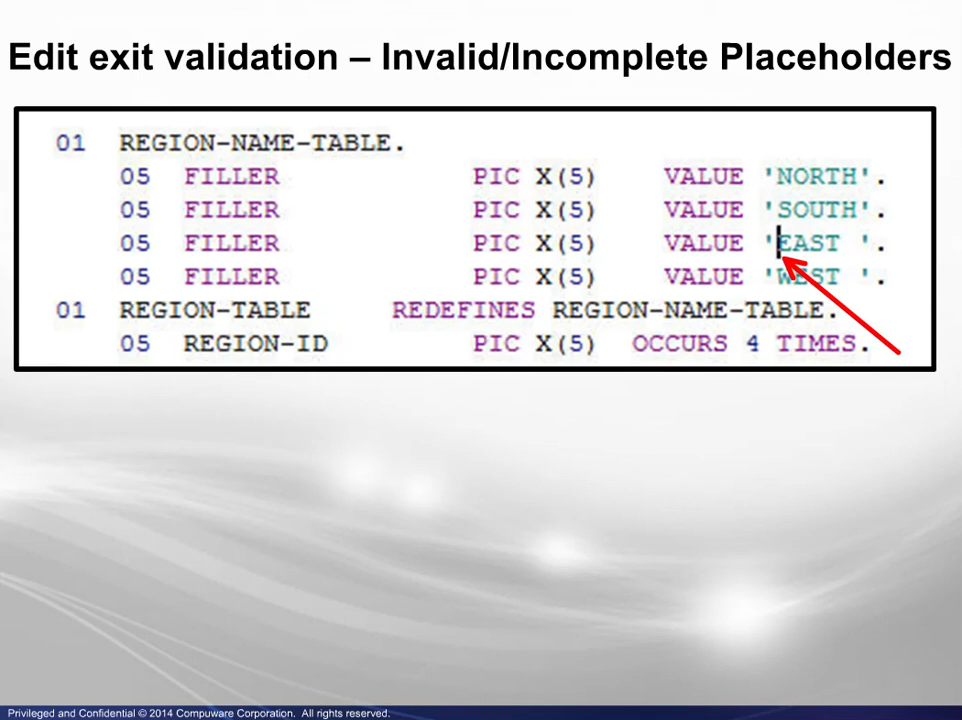 Edit exit validation – Invalid/Incomplete Placeholders
01 REGION-NAME-TABLE.
05 FILLER PIC X(5) VALUE 'NORTH'.
05 FILLER PIC X(5) VALUE 'SOUTH'.
05 FILLER PIC X(5) VALUE 'EAST '.
05 FILLER PIC X(5) VALUE 'WEST '.
01 REGION-TABLE REDEFINES REGION-NAME-TABLE.
05 REGION-ID PIC X(5) OCCURS 4 TIMES.
Privileged and Confidential © 2014 Compuware Corporation. All rights reserved.